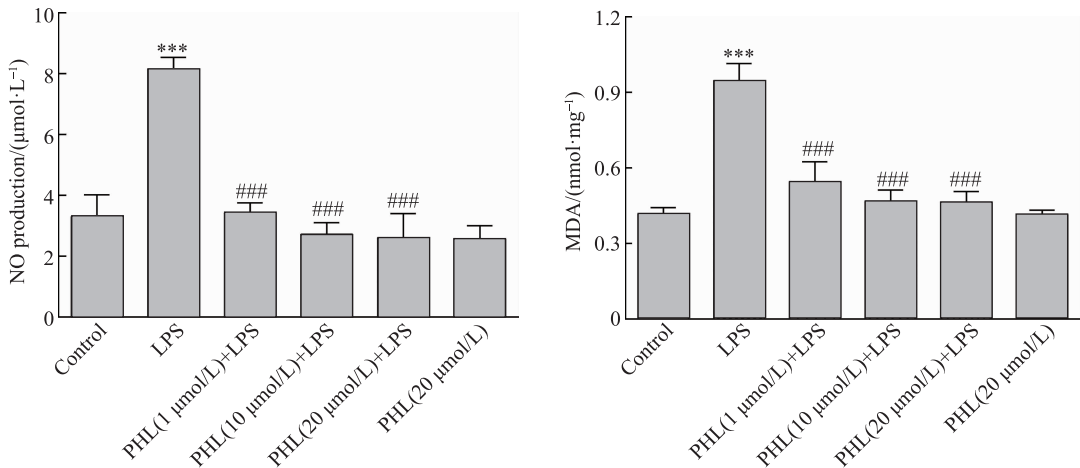 10
8
6
4
2
0
NO production/(μmol·L⁻¹)
***
###
###
###
Control
LPS
PHL(1 μmol/L)+LPS
PHL(10 μmol/L)+LPS
PHL(20 μmol/L)+LPS
PHL(20 μmol/L)
1.2
0.9
0.6
0.3
0
MDA/(nmol·mg⁻¹)
***
###
###
###
Control
LPS
PHL(1 μmol/L)+LPS
PHL(10 μmol/L)+LPS
PHL(20 μmol/L)+LPS
PHL(20 μmol/L)